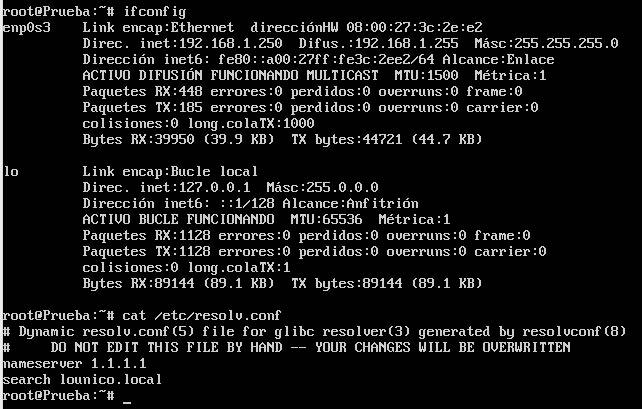 root@Prueba:~# ifconfig
enp0s3    Link encap:Ethernet  direcciónHW 08:00:27:3c:2e:e2
          Direc. inet:192.168.1.250  Difus.:192.168.1.255  Másc:255.255.255.0
          Dirección inet6: fe80::a00:27ff:fe3c:2ee2/64 Alcance:Enlace
          ACTIVO DIFUSIÓN FUNCIONANDO MULTICAST  MTU:1500  Métrica:1
          Paquetes RX:448 errores:0 perdidos:0 overruns:0 frame:0
          Paquetes TX:185 errores:0 perdidos:0 overruns:0 carrier:0
          colisiones:0 long.colaTX:1000
          Bytes RX:39950 (39.9 KB)  TX bytes:44721 (44.7 KB)
lo        Link encap:Bucle local
          Direc. inet:127.0.0.1  Másc:255.0.0.0
          Dirección inet6: ::1/128 Alcance:Anfitrión
          ACTIVO BUCLE FUNCIONANDO  MTU:65536  Métrica:1
          Paquetes RX:1128 errores:0 perdidos:0 overruns:0 frame:0
          Paquetes TX:1128 errores:0 perdidos:0 overruns:0 carrier:0
          colisiones:0 long.colaTX:1
          Bytes RX:89144 (89.1 KB)  TX bytes:89144 (89.1 KB)
root@Prueba:~# cat /etc/resolv.conf
# Dynamic resolv.conf(5) file for glibc resolver(3) generated by resolvconf(8)
#     DO NOT EDIT THIS FILE BY HAND -- YOUR CHANGES WILL BE OVERWRITTEN
nameserver 1.1.1.1
search lounico.local
root@Prueba:~# _